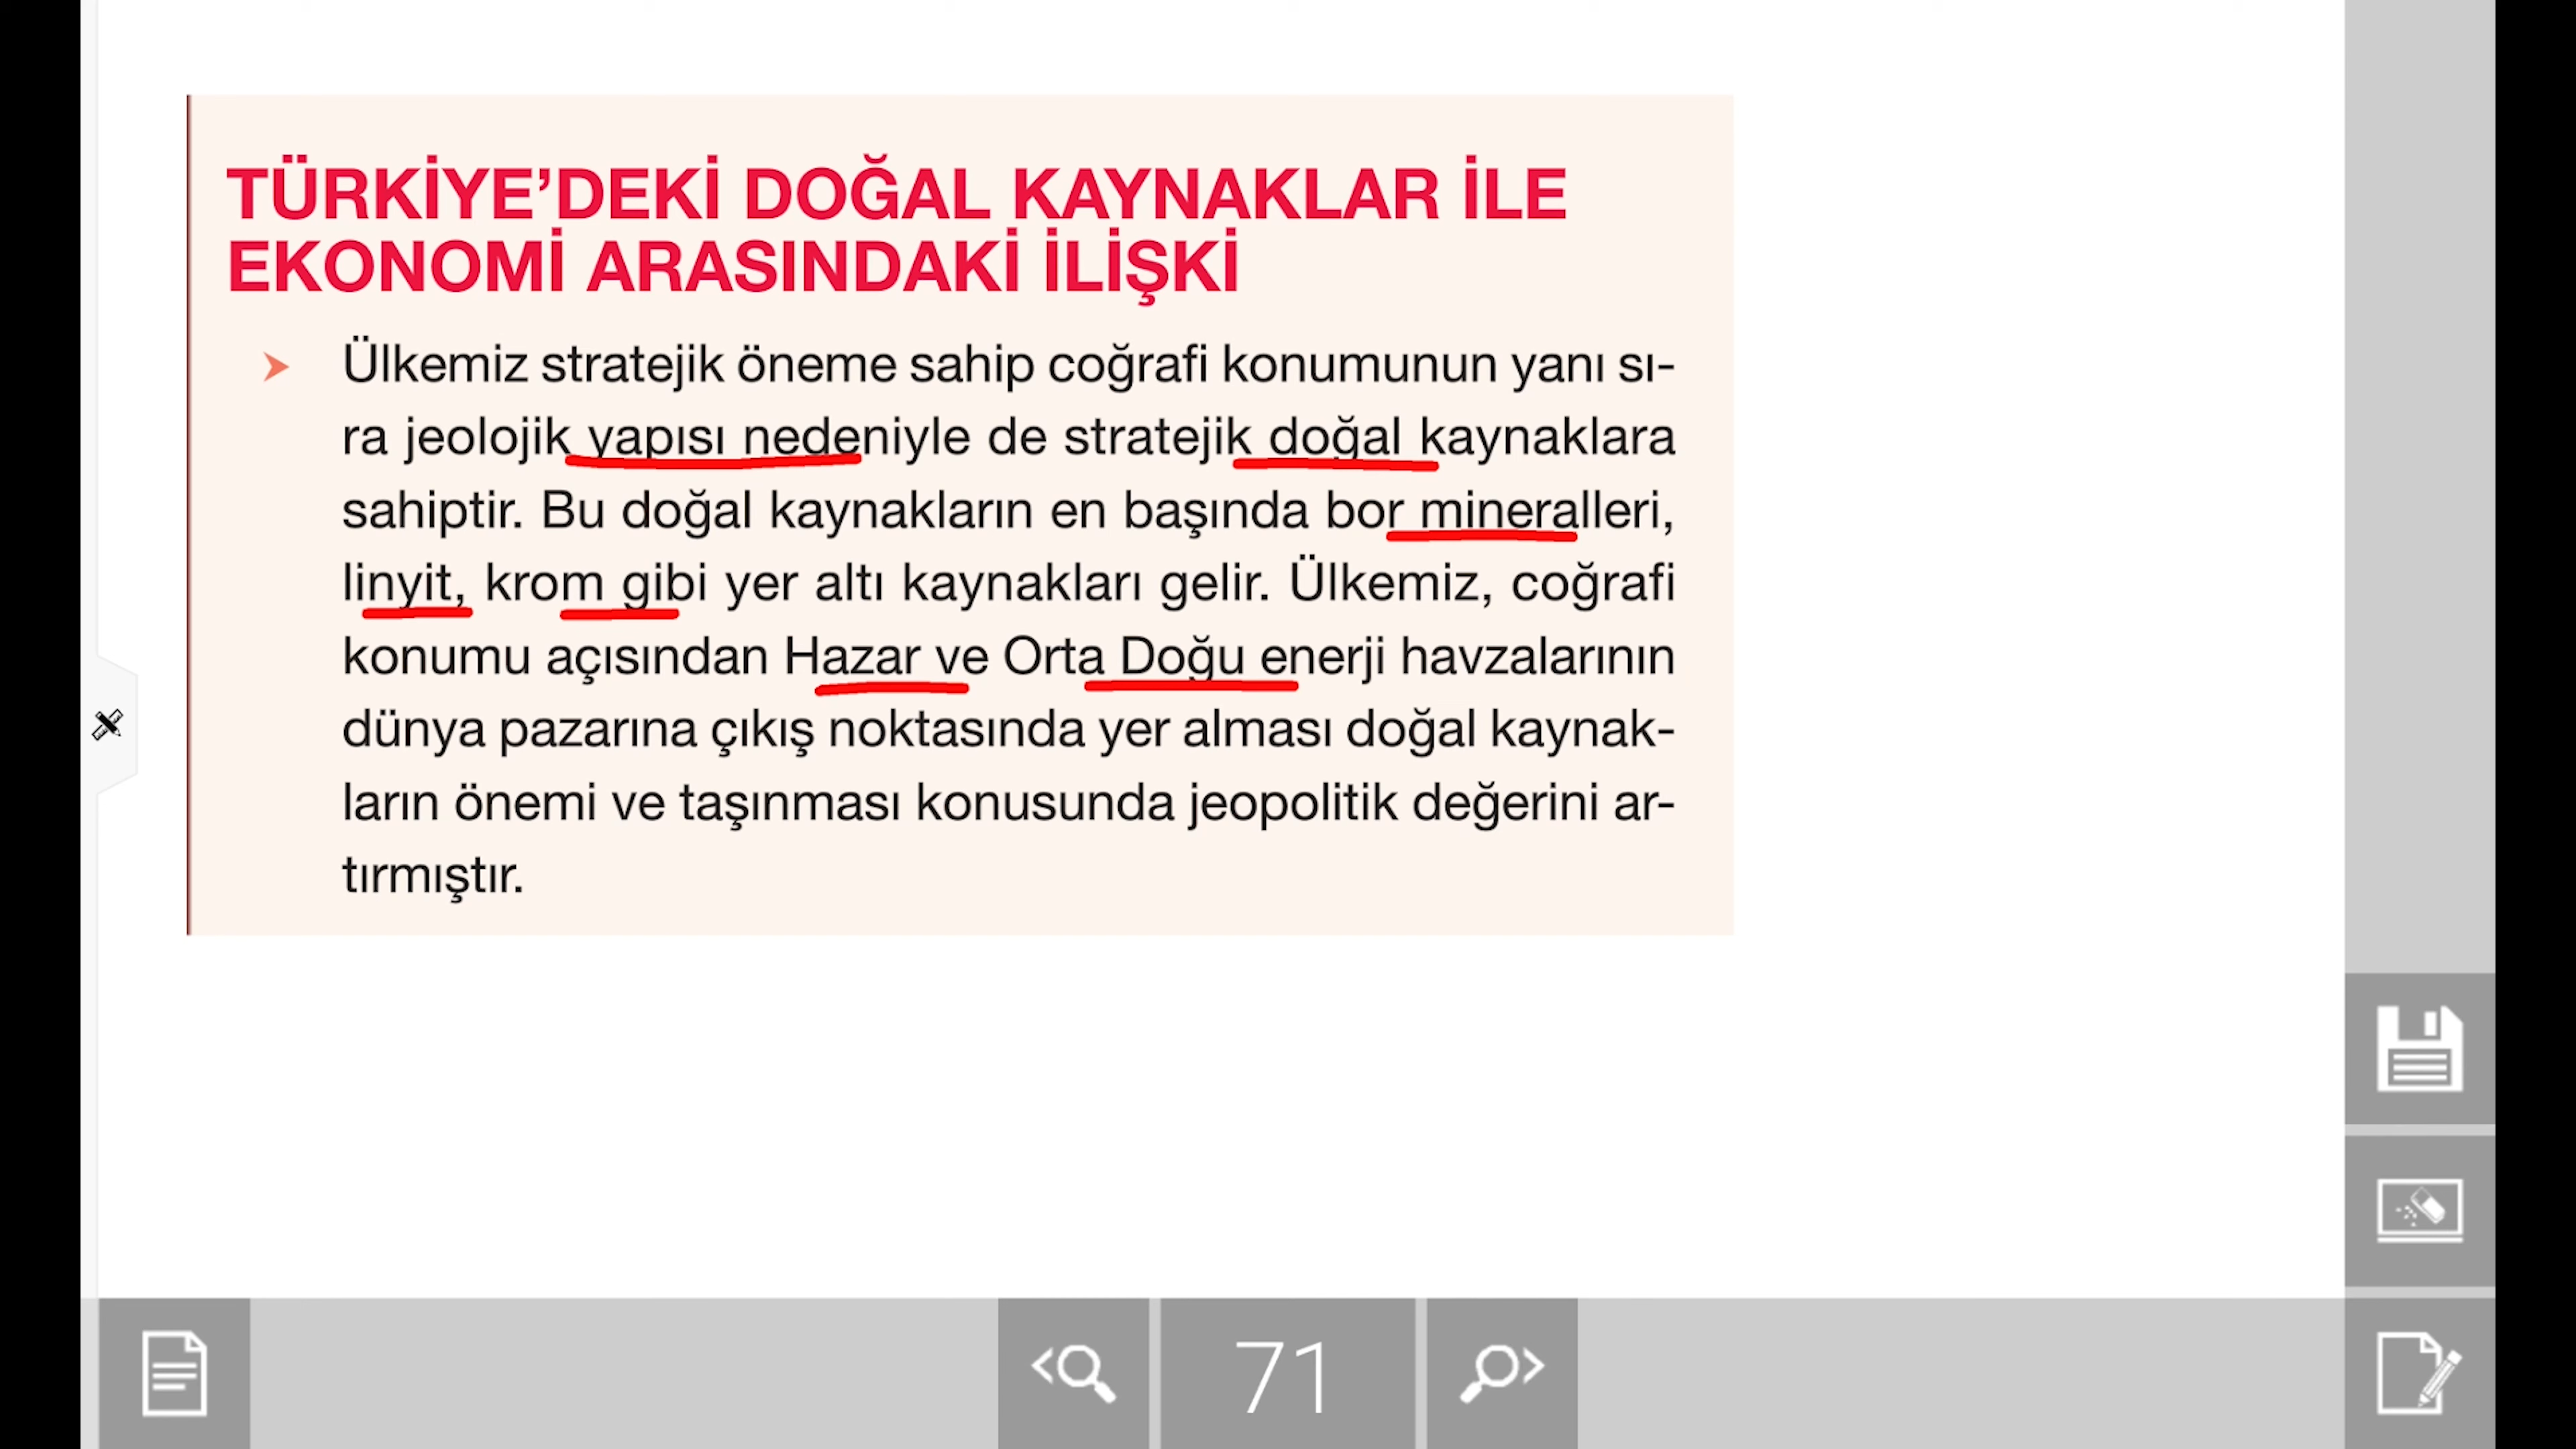 TÜRKİYE’DEKİ DOĞAL KAYNAKLAR İLE
EKONOMİ ARASINDAKİ İLİŞKİ
➤ Ülkemiz stratejik öneme sahip coğrafi konumunun yanı sı-
ra jeolojik yapısı nedeniyle de stratejik doğal kaynaklara
sahiptir. Bu doğal kaynakların en başında bor mineralleri,
linyit, krom gibi yer altı kaynakları gelir. Ülkemiz, coğrafi
konumu açısından Hazar ve Orta Doğu enerji havzalarının
dünya pazarına çıkış noktasında yer alması doğal kaynak-
ların önemi ve taşınması konusunda jeopolitik değerini ar-
tırmıştır.
71